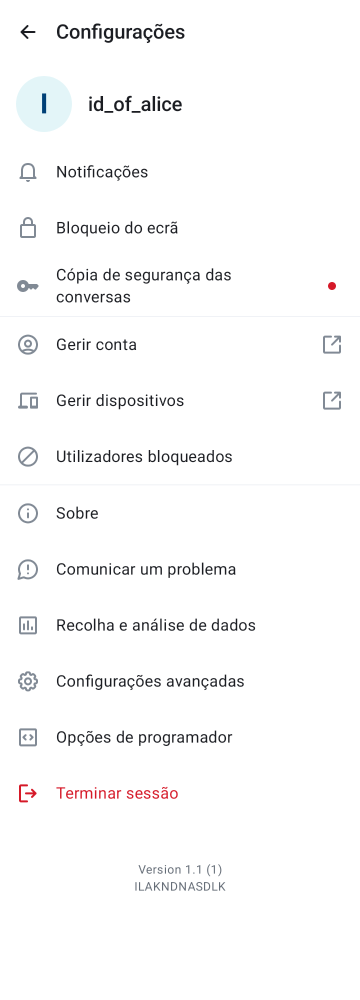 Configurações
I
id_of_alice
Notificações
Bloqueio do ecrã
Cópia de segurança das
conversas
Gerir conta
Gerir dispositivos
Utilizadores bloqueados
Sobre
Comunicar um problema
Recolha e análise de dados
Configurações avançadas
Opções de programador
Terminar sessão
Version 1.1 (1)
ILAKNDNASDLK